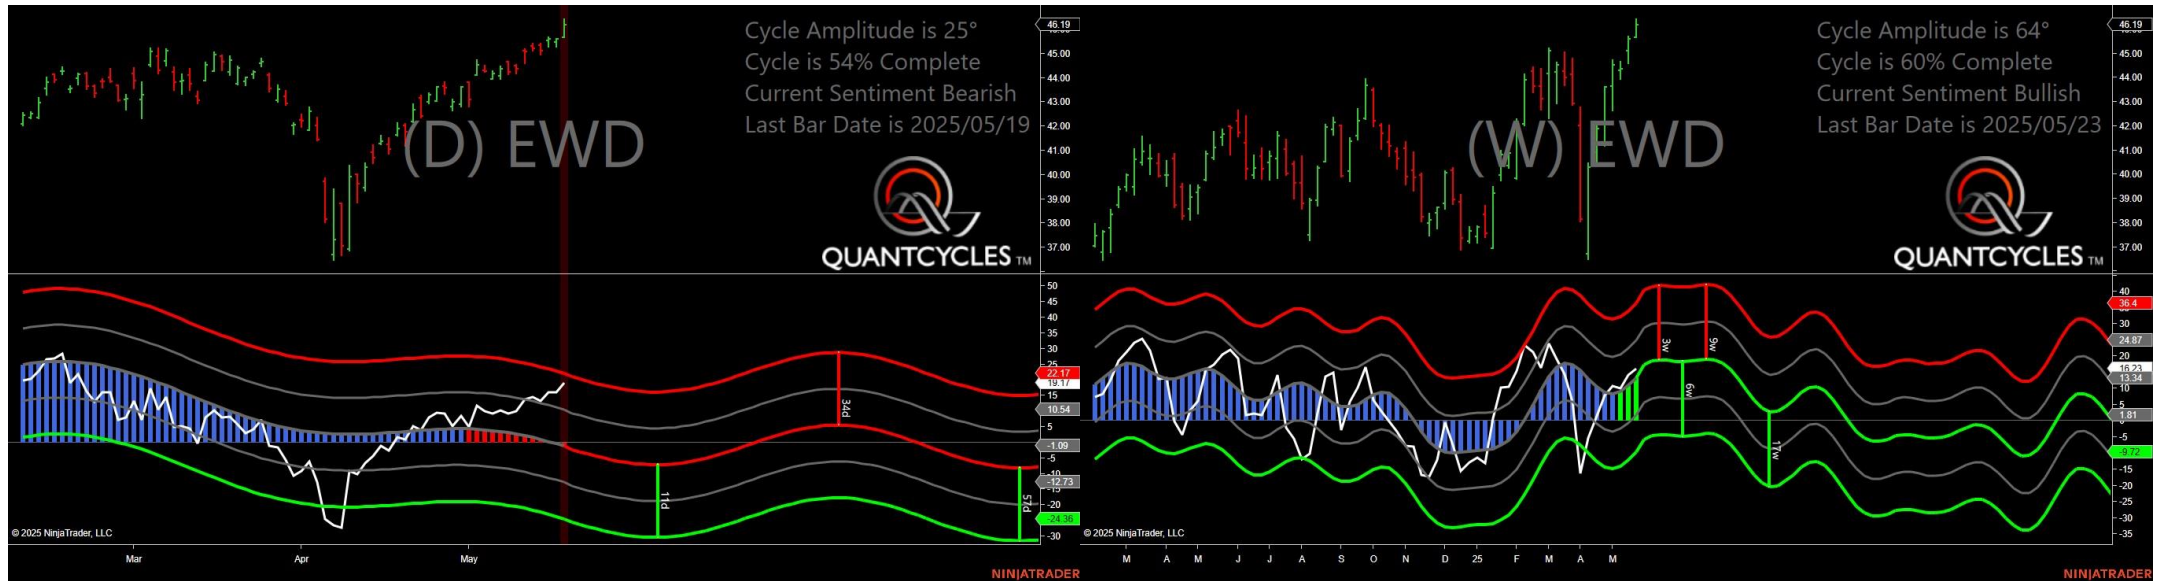 Cycle Amplitude is 25°
Cycle is 54% Complete
Current Sentiment Bearish
Last Bar Date is 2025/05/19
(D) EWD
QUANTCYCLES TM
46.19
45.00
44.00
43.00
42.00
41.00
40.00
39.00
38.00
37.00
50
45
40
35
30
25
22.17
19.17
15
10.54
5
-1.09
-5
-12.73
-20
-24.36
-30
34d
11d
57d
© 2025 NinjaTrader, LLC
Mar
Apr
May
NINJATRADER
Cycle Amplitude is 64°
Cycle is 60% Complete
Current Sentiment Bullish
Last Bar Date is 2025/05/23
(W) EWD
QUANTCYCLES TM
46.19
45.00
44.00
43.00
42.00
41.00
40.00
39.00
38.00
37.00
40
36.4
30
24.87
20
16.23
13.34
10
5
1.81
-5
-9.72
-15
-20
-25
-30
-35
3w
9w
6w
17w
© 2025 NinjaTrader, LLC
M
A
M
J
J
A
S
O
N
D
25
F
M
A
M
NINJATRADER